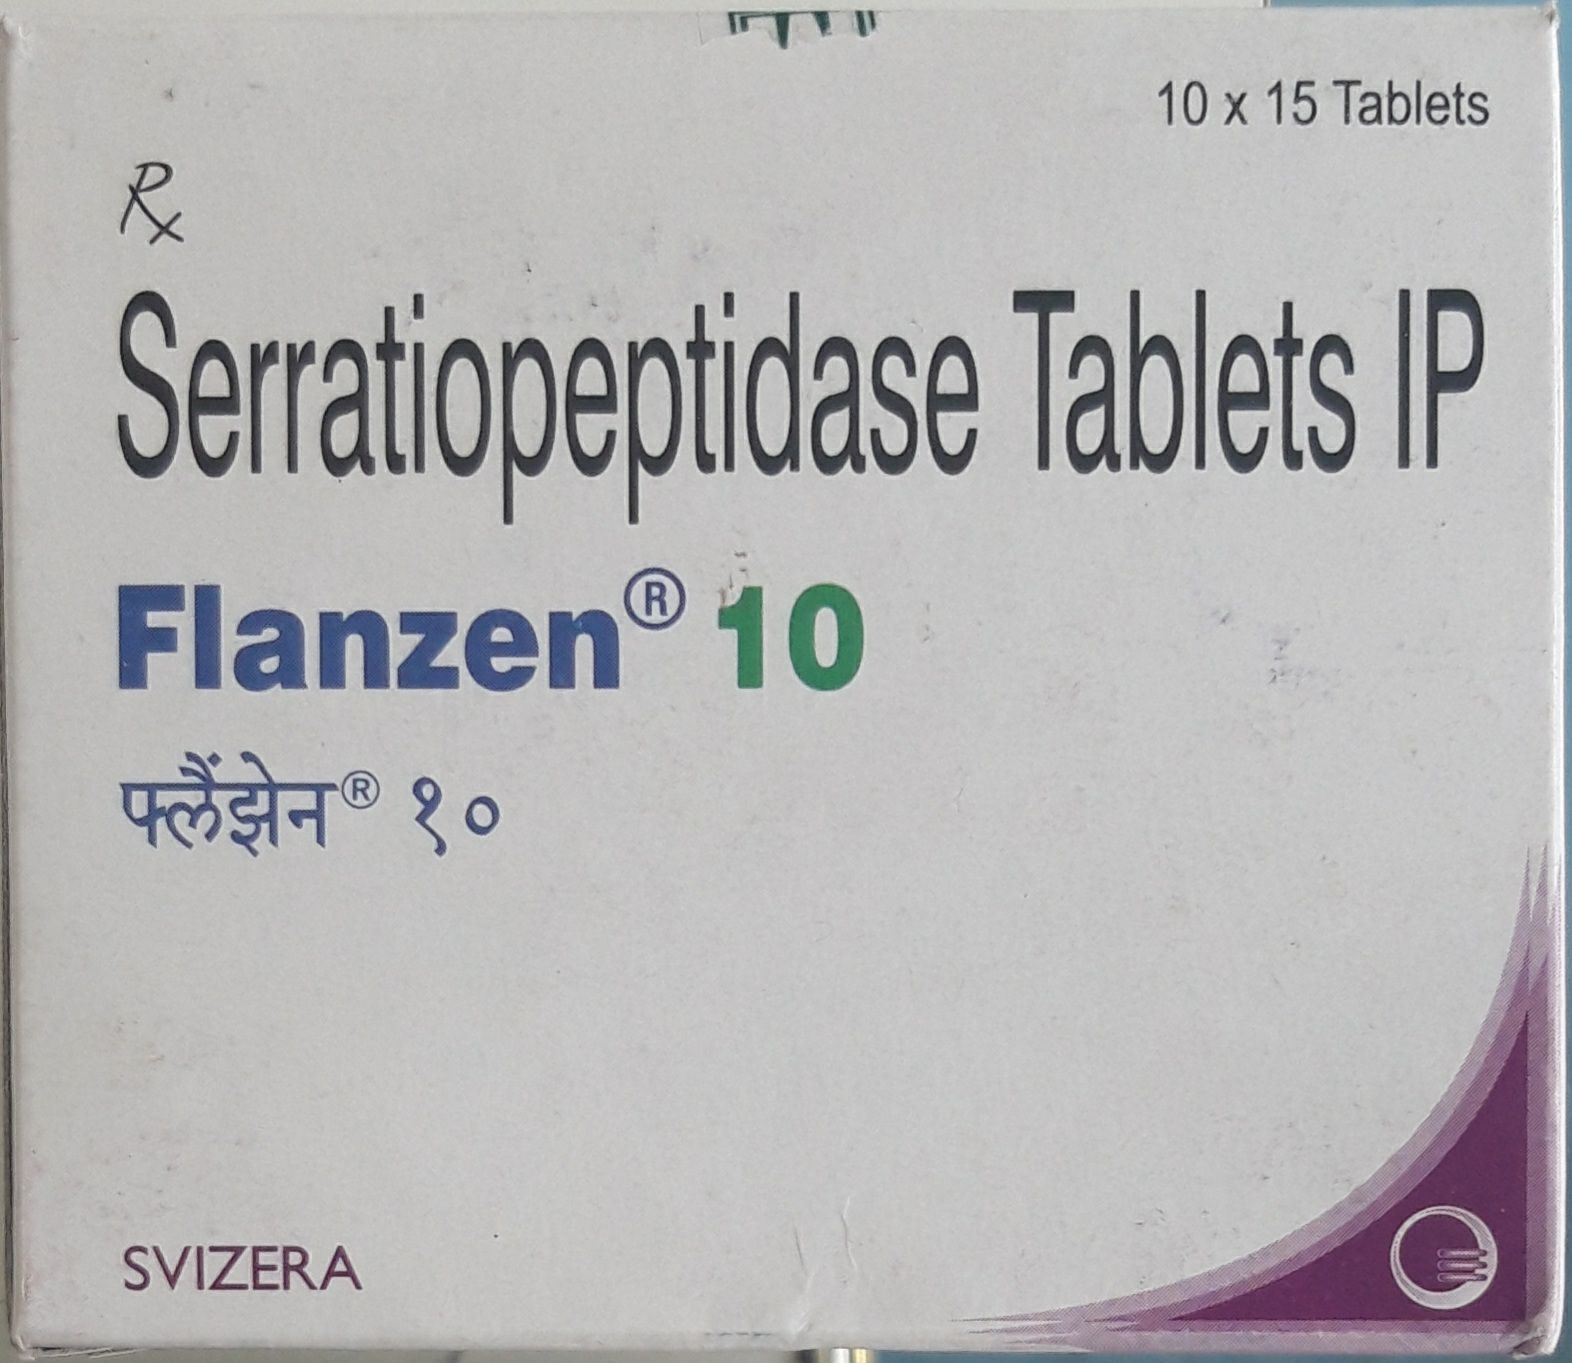 10 x 15 Tablets
Rx
Serratiopeptidase Tablets IP
Flanzen® 10
फ्लैंझेन® १०
SVIZERA